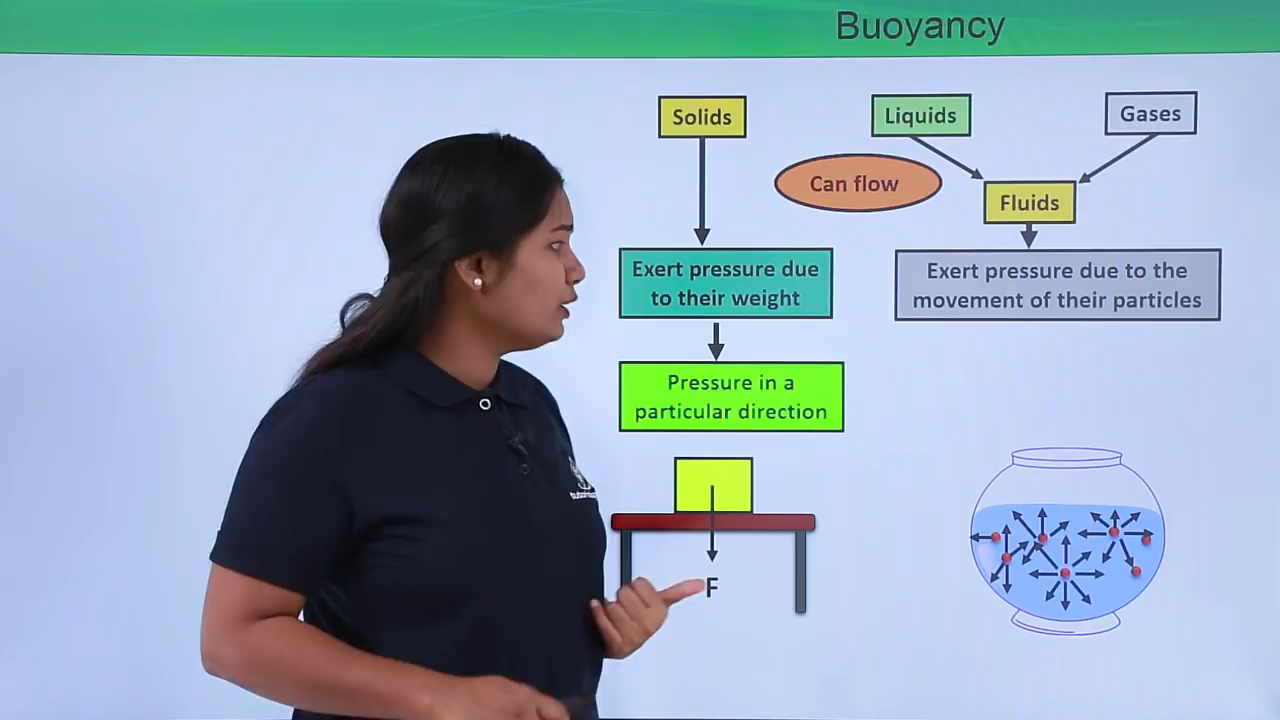 Buoyancy
Solids
Liquids
Gases
Can flow
Fluids
Exert pressure due
to their weight
Exert pressure due to the
movement of their particles
Pressure in a
particular direction
F